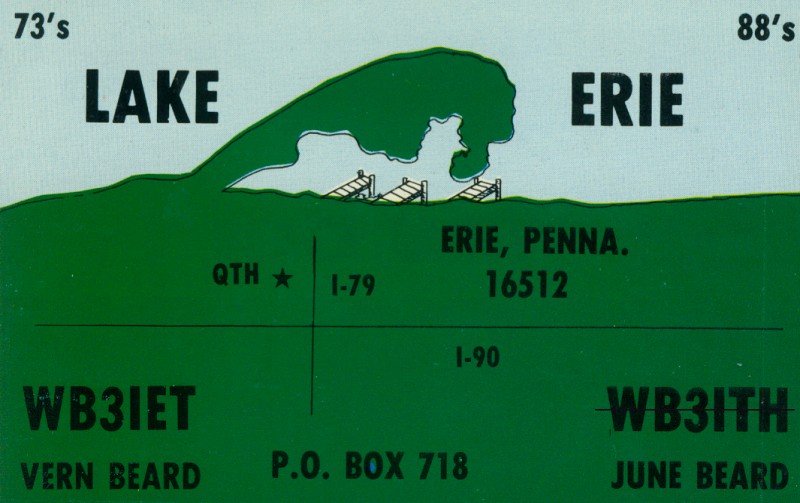 73's
88's
LAKE
ERIE
ERIE, PENNA.
QTH ★
I-79
16512
I-90
WB3IET
WB3ITH
VERN BEARD
P.O. BOX 718
JUNE BEARD